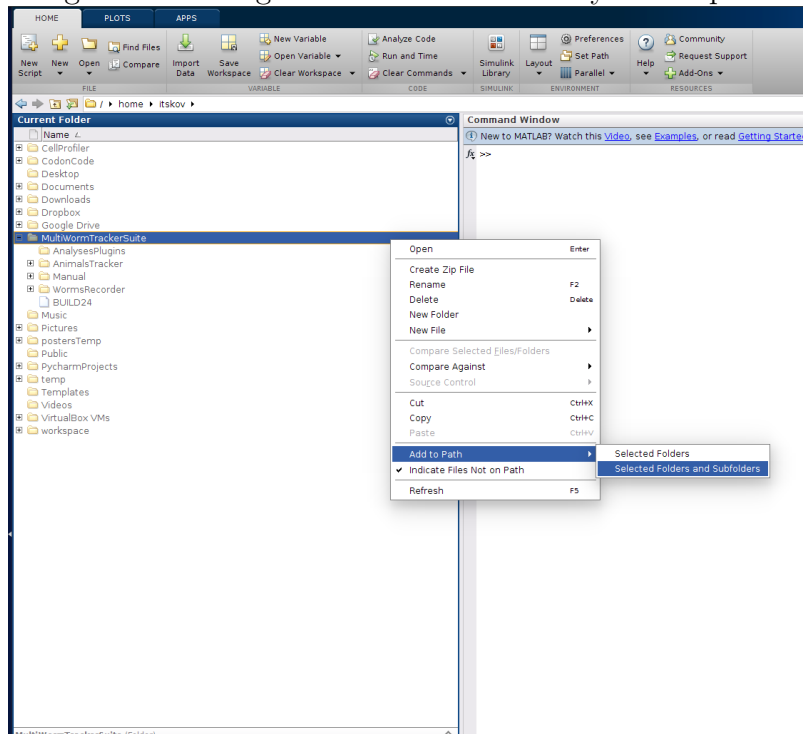 HOME PLOTS APPS
New Script
New
Open
Find Files
Compare
Import Data
Save Workspace
New Variable
Open Variable
Clear Workspace
Analyze Code
Run and Time
Clear Commands
Simulink Library
Layout
Preferences
Set Path
Parallel
Help
Community
Request Support
Add-Ons
FILE VARIABLE CODE SIMULINK ENVIRONMENT RESOURCES
/ home itskov
Current Folder
Name
CellProfiler
CodonCode
Desktop
Documents
Downloads
Dropbox
Google Drive
MultiWormTrackerSuite
AnalysesPlugins
AnimalsTracker
Manual
WormsRecorder
BUILD24
Music
Pictures
postersTemp
Public
PycharmProjects
temp
Templates
Videos
VirtualBox VMs
workspace
Command Window
New to MATLAB? Watch this Video, see Examples, or read Getting Starte
fx >>
Open Enter
Create Zip File
Rename F2
Delete Delete
New Folder
New File
Compare Selected Files/Folders
Compare Against
Source Control
Cut Ctrl+X
Copy Ctrl+C
Paste Ctrl+V
Add to Path
Indicate Files Not on Path
Refresh F5
Selected Folders
Selected Folders and Subfolders